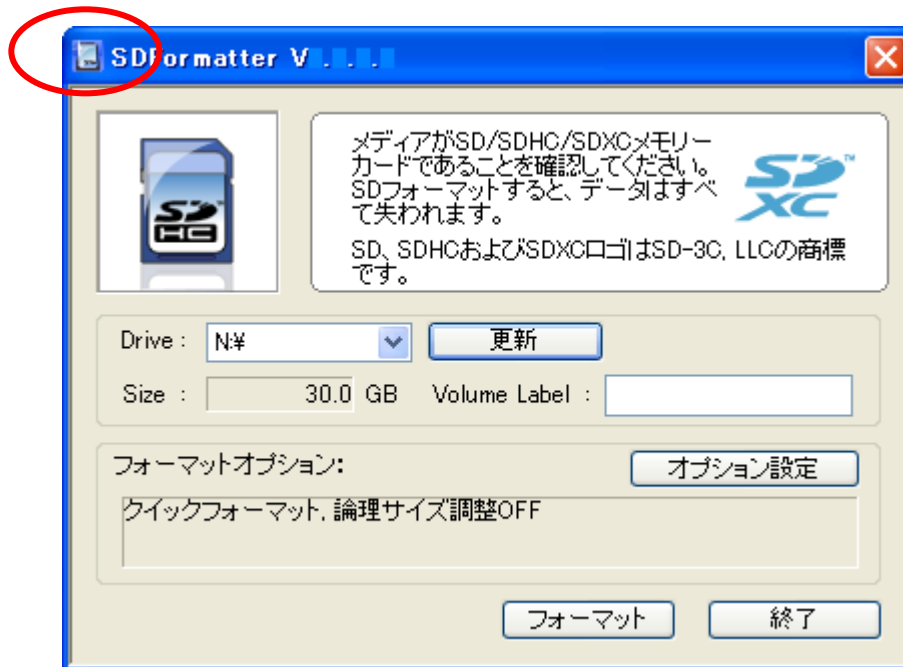 SDFormatter V
メディアがSD/SDHC/SDXCメモリー
カードであることを確認してください。
SDフォーマットすると、データはすべ
て失われます。
SD、SDHCおよびSDXCロゴはSD-3C, LLCの商標
です。
SD
HC
SD
XC
™
Drive : N:¥ 更新
Size : 30.0 GB Volume Label :
フォーマットオプション: オプション設定
クイックフォーマット, 論理サイズ調整OFF
フォーマット 終了